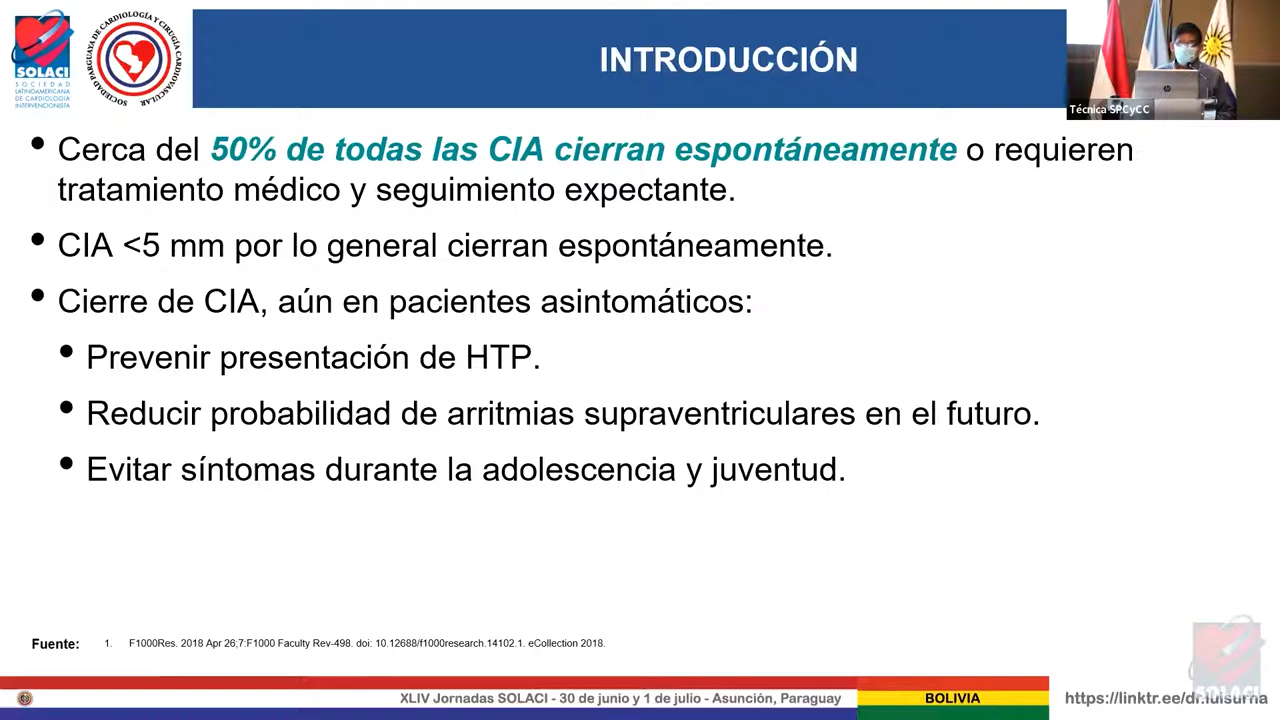 SOLACI
SOCIEDAD
LATINOAMERICANA
DE CARDIOLOGÍA
INTERVENCIONISTA
SOCIEDAD PARAGUAYA DE CARDIOLOGÍA Y CIRUGÍA CARDIOVASCULAR
INTRODUCCIÓN
Técnica SPCyCC
• Cerca del 50% de todas las CIA cierran espontáneamente o requieren
tratamiento médico y seguimiento expectante.
• CIA <5 mm por lo general cierran espontáneamente.
• Cierre de CIA, aún en pacientes asintomáticos:
• Prevenir presentación de HTP.
• Reducir probabilidad de arritmias supraventriculares en el futuro.
• Evitar síntomas durante la adolescencia y juventud.
Fuente: 1. F1000Res. 2018 Apr 26;7:F1000 Faculty Rev-498. doi: 10.12688/f1000research.14102.1. eCollection 2018.
XLIV Jornadas SOLACI - 30 de junio y 1 de julio - Asunción, Paraguay
BOLIVIA
https://linktr.ee/dr.luisurna
SOLACI